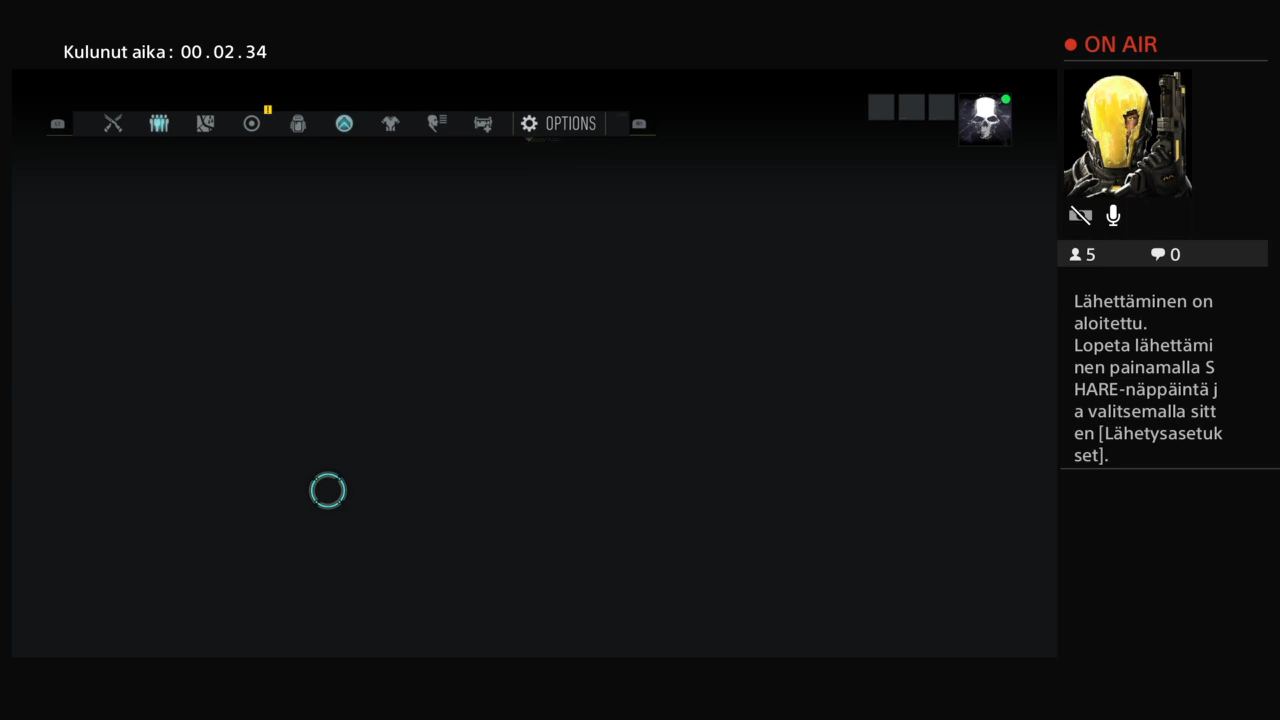 Kulunut aika: 00.02.34
ON AIR
OPTIONS
5
0
Lähettäminen on
aloitettu.
Lopeta lähettämi
nen painamalla S
HARE-näppäintä j
a valitsemalla sitt
en [Lähetysasetuk
set].